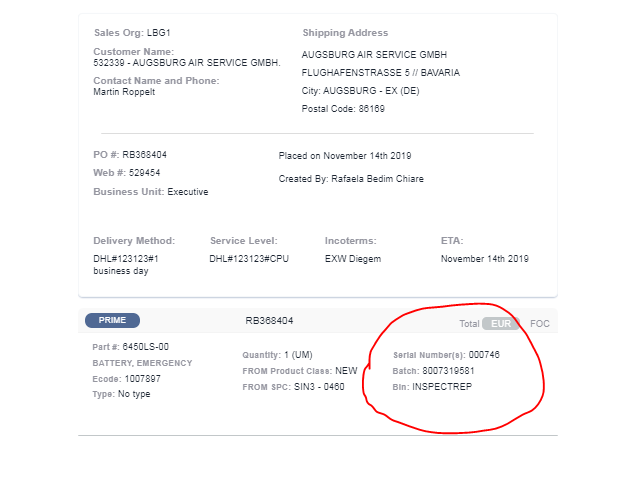 Sales Org: LBG1
Customer Name:
532339 - AUGSBURG AIR SERVICE GMBH.
Contact Name and Phone:
Martin Roppelt
Shipping Address
AUGSBURG AIR SERVICE GMBH
FLUGHAFENSTRASSE 5 // BAVARIA
City: AUGSBURG - EX (DE)
Postal Code: 86169
PO #: RB368404
Web #: 529454
Business Unit: Executive
Placed on November 14th 2019
Created By: Rafaela Bedim Chiare
Delivery Method:
DHL#123123#1
business day
Service Level:
DHL#123123#CPU
Incoterms:
EXW Diegem
ETA:
November 14th 2019
PRIME
RB368404
Total EUR FOC
Part #: 6450LS-00
BATTERY, EMERGENCY
Ecode: 1007897
Type: No type
Quantity: 1 (UM)
FROM Product Class: NEW
FROM SPC: SIN3 - 0460
Serial Number(s): 000746
Batch: 8007319581
Bin: INSPECTREP